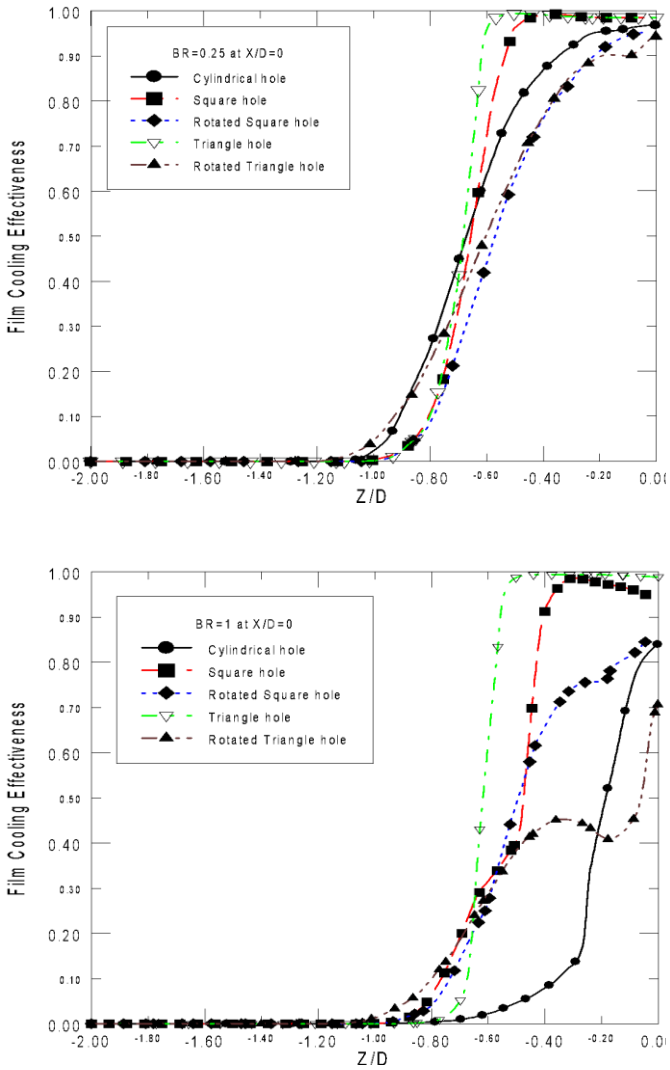 1.00
0.90
0.80
0.70
0.60
0.50
0.40
0.30
0.20
0.10
0.00
Film Cooling Effectiveness
BR=0.25 at X/D=0
Cylindrical hole
Square hole
Rotated Square hole
Triangle hole
Rotated Triangle hole
-2.00 -1.80 -1.60 -1.40 -1.20 -1.00 -0.80 -0.60 -0.40 -0.20 0.00
Z/D
1.00
0.90
0.80
0.70
0.60
0.50
0.40
0.30
0.20
0.10
0.00
Film Cooling Effectiveness
BR=1 at X/D=0
Cylindrical hole
Square hole
Rotated Square hole
Triangle hole
Rotated Triangle hole
-2.00 -1.80 -1.60 -1.40 -1.20 -1.00 -0.80 -0.60 -0.40 -0.20 0.00
Z/D